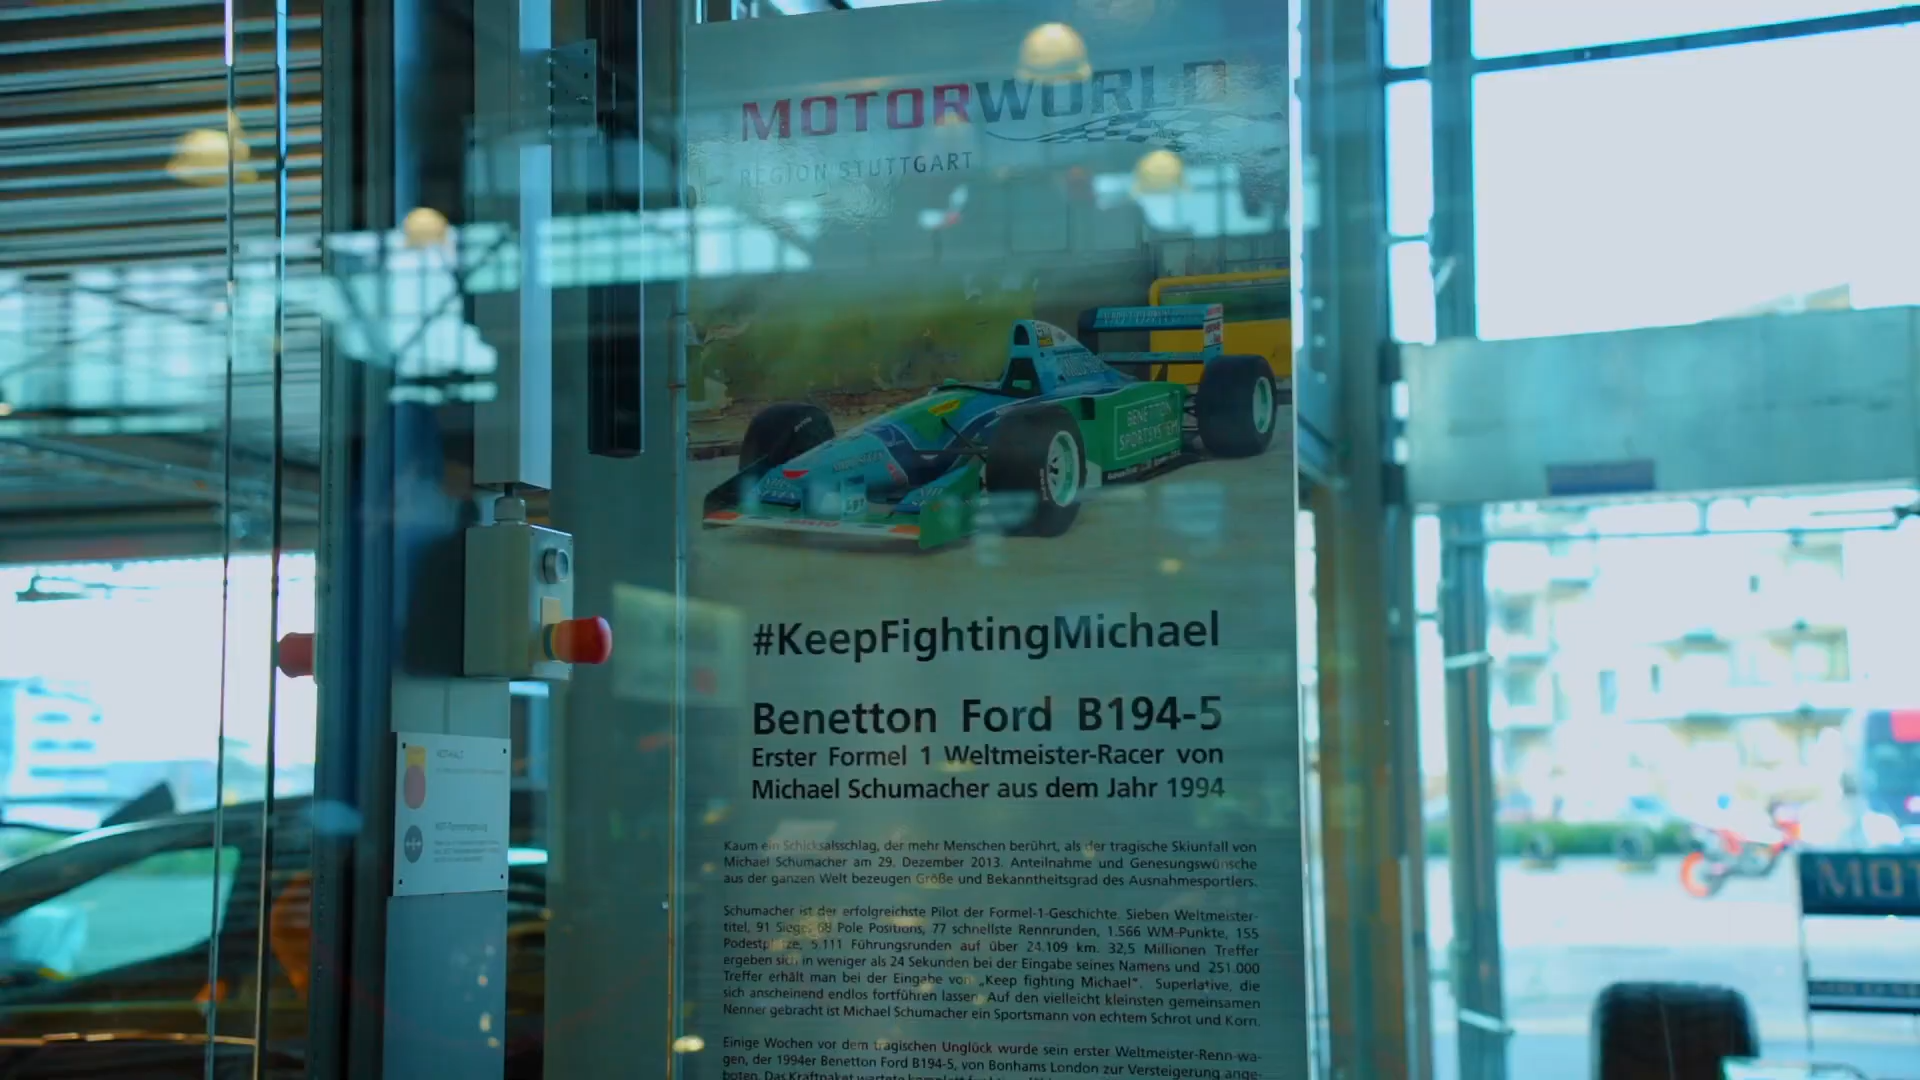 MOTORWORLD
REGION STUTTGART
BENETTON
SPORTSYSTEM
#KeepFightingMichael
Benetton Ford B194-5
Erster Formel 1 Weltmeister-Racer von
Michael Schumacher aus dem Jahr 1994
Kaum ein Schicksalsschlag, der mehr Menschen berührt, als der tragische Skiunfall von
Michael Schumacher am 29. Dezember 2013. Anteilnahme und Genesungswünsche
aus der ganzen Welt bezeugen Größe und Bekanntheitsgrad des Ausnahmesportlers.
Schumacher ist der erfolgreichste Pilot der Formel-1-Geschichte. Sieben Weltmeister-
titel, 91 Siege, 68 Pole Positions, 77 schnellste Rennrunden, 1.566 WM-Punkte, 155
Podestplätze, 5.111 Führungsrunden auf über 24.109 km. 32,5 Millionen Treffer
ergeben sich in weniger als 24 Sekunden bei der Eingabe seines Namens und 251.000
Treffer erhält man bei der Eingabe von „Keep fighting Michael". Superlative, die
sich anscheinend endlos fortführen lassen. Auf den vielleicht kleinsten gemeinsamen
Nenner gebracht ist Michael Schumacher ein Sportsmann von echtem Schrot und Korn.
Einige Wochen vor dem tragischen Unglück wurde sein erster Weltmeister-Renn-wa-
gen, der 1994er Benetton Ford B194-5, von Bonhams London zur Versteigerung ange-
boten. Das Kraftpaket wartete komplett
NOT-HALT
MOT